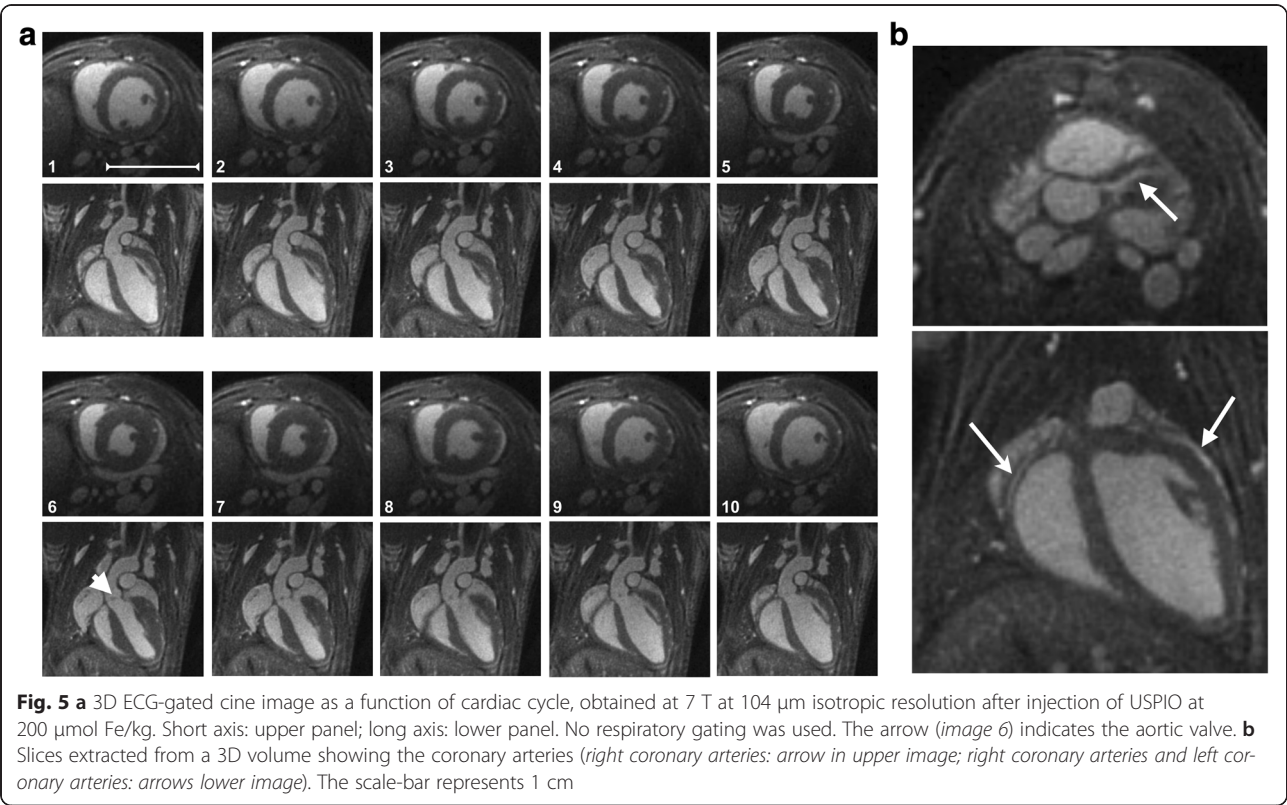 a
b
1
2
3
4
5
6
7
8
9
10
Fig. 5 a 3D ECG-gated cine image as a function of cardiac cycle, obtained at 7 T at 104 μm isotropic resolution after injection of USPIO at
200 μmol Fe/kg. Short axis: upper panel; long axis: lower panel. No respiratory gating was used. The arrow (image 6) indicates the aortic valve. b
Slices extracted from a 3D volume showing the coronary arteries (right coronary arteries: arrow in upper image; right coronary arteries and left cor-
onary arteries: arrows lower image). The scale-bar represents 1 cm